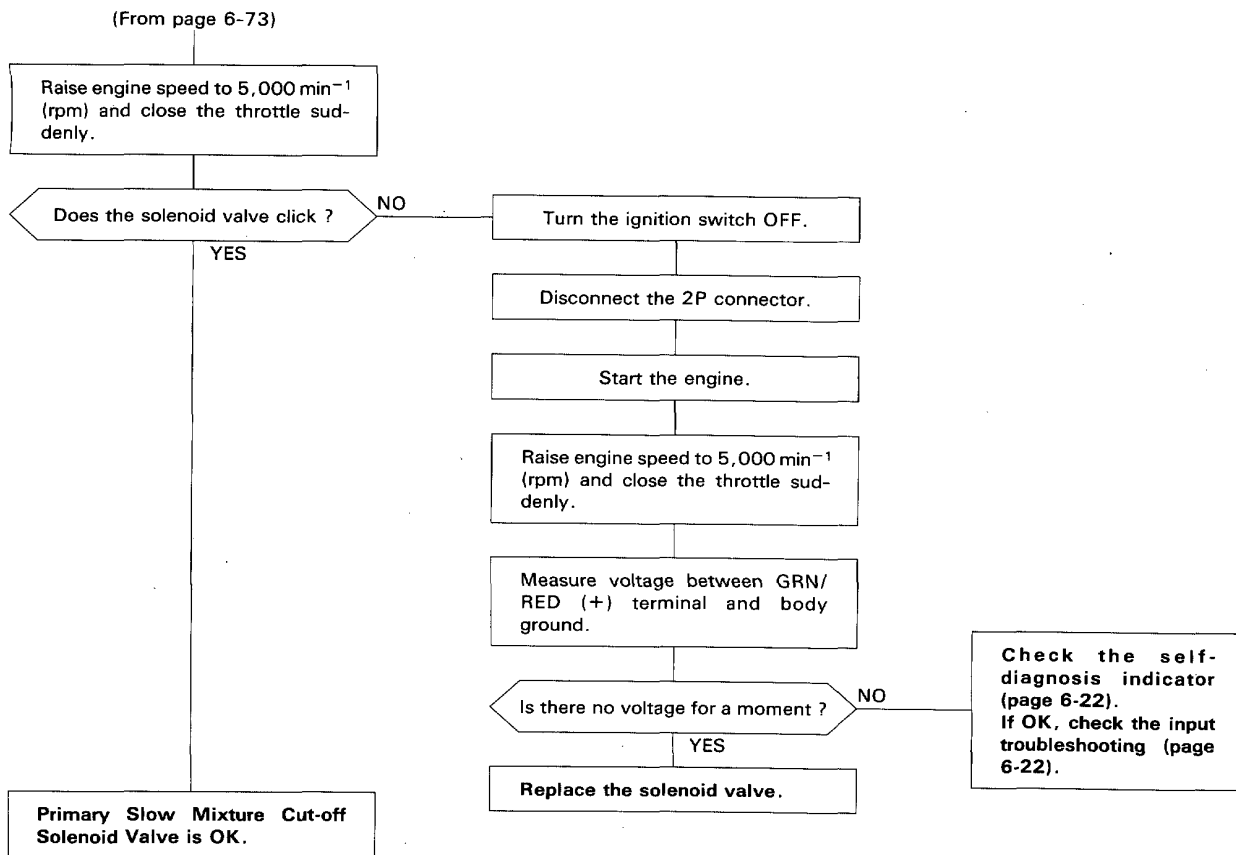 (From page 6-73)
Raise engine speed to 5,000 min⁻¹
(rpm) and close the throttle sud-
denly.
Does the solenoid valve click ?
NO
YES
Turn the ignition switch OFF.
Disconnect the 2P connector.
Start the engine.
Raise engine speed to 5,000 min⁻¹
(rpm) and close the throttle sud-
denly.
Measure voltage between GRN/
RED (+) terminal and body
ground.
Is there no voltage for a moment ?
NO
YES
Check the self-
diagnosis indicator
(page 6-22).
If OK, check the input
troubleshooting (page
6-22).
Replace the solenoid valve.
Primary Slow Mixture Cut-off
Solenoid Valve is OK.